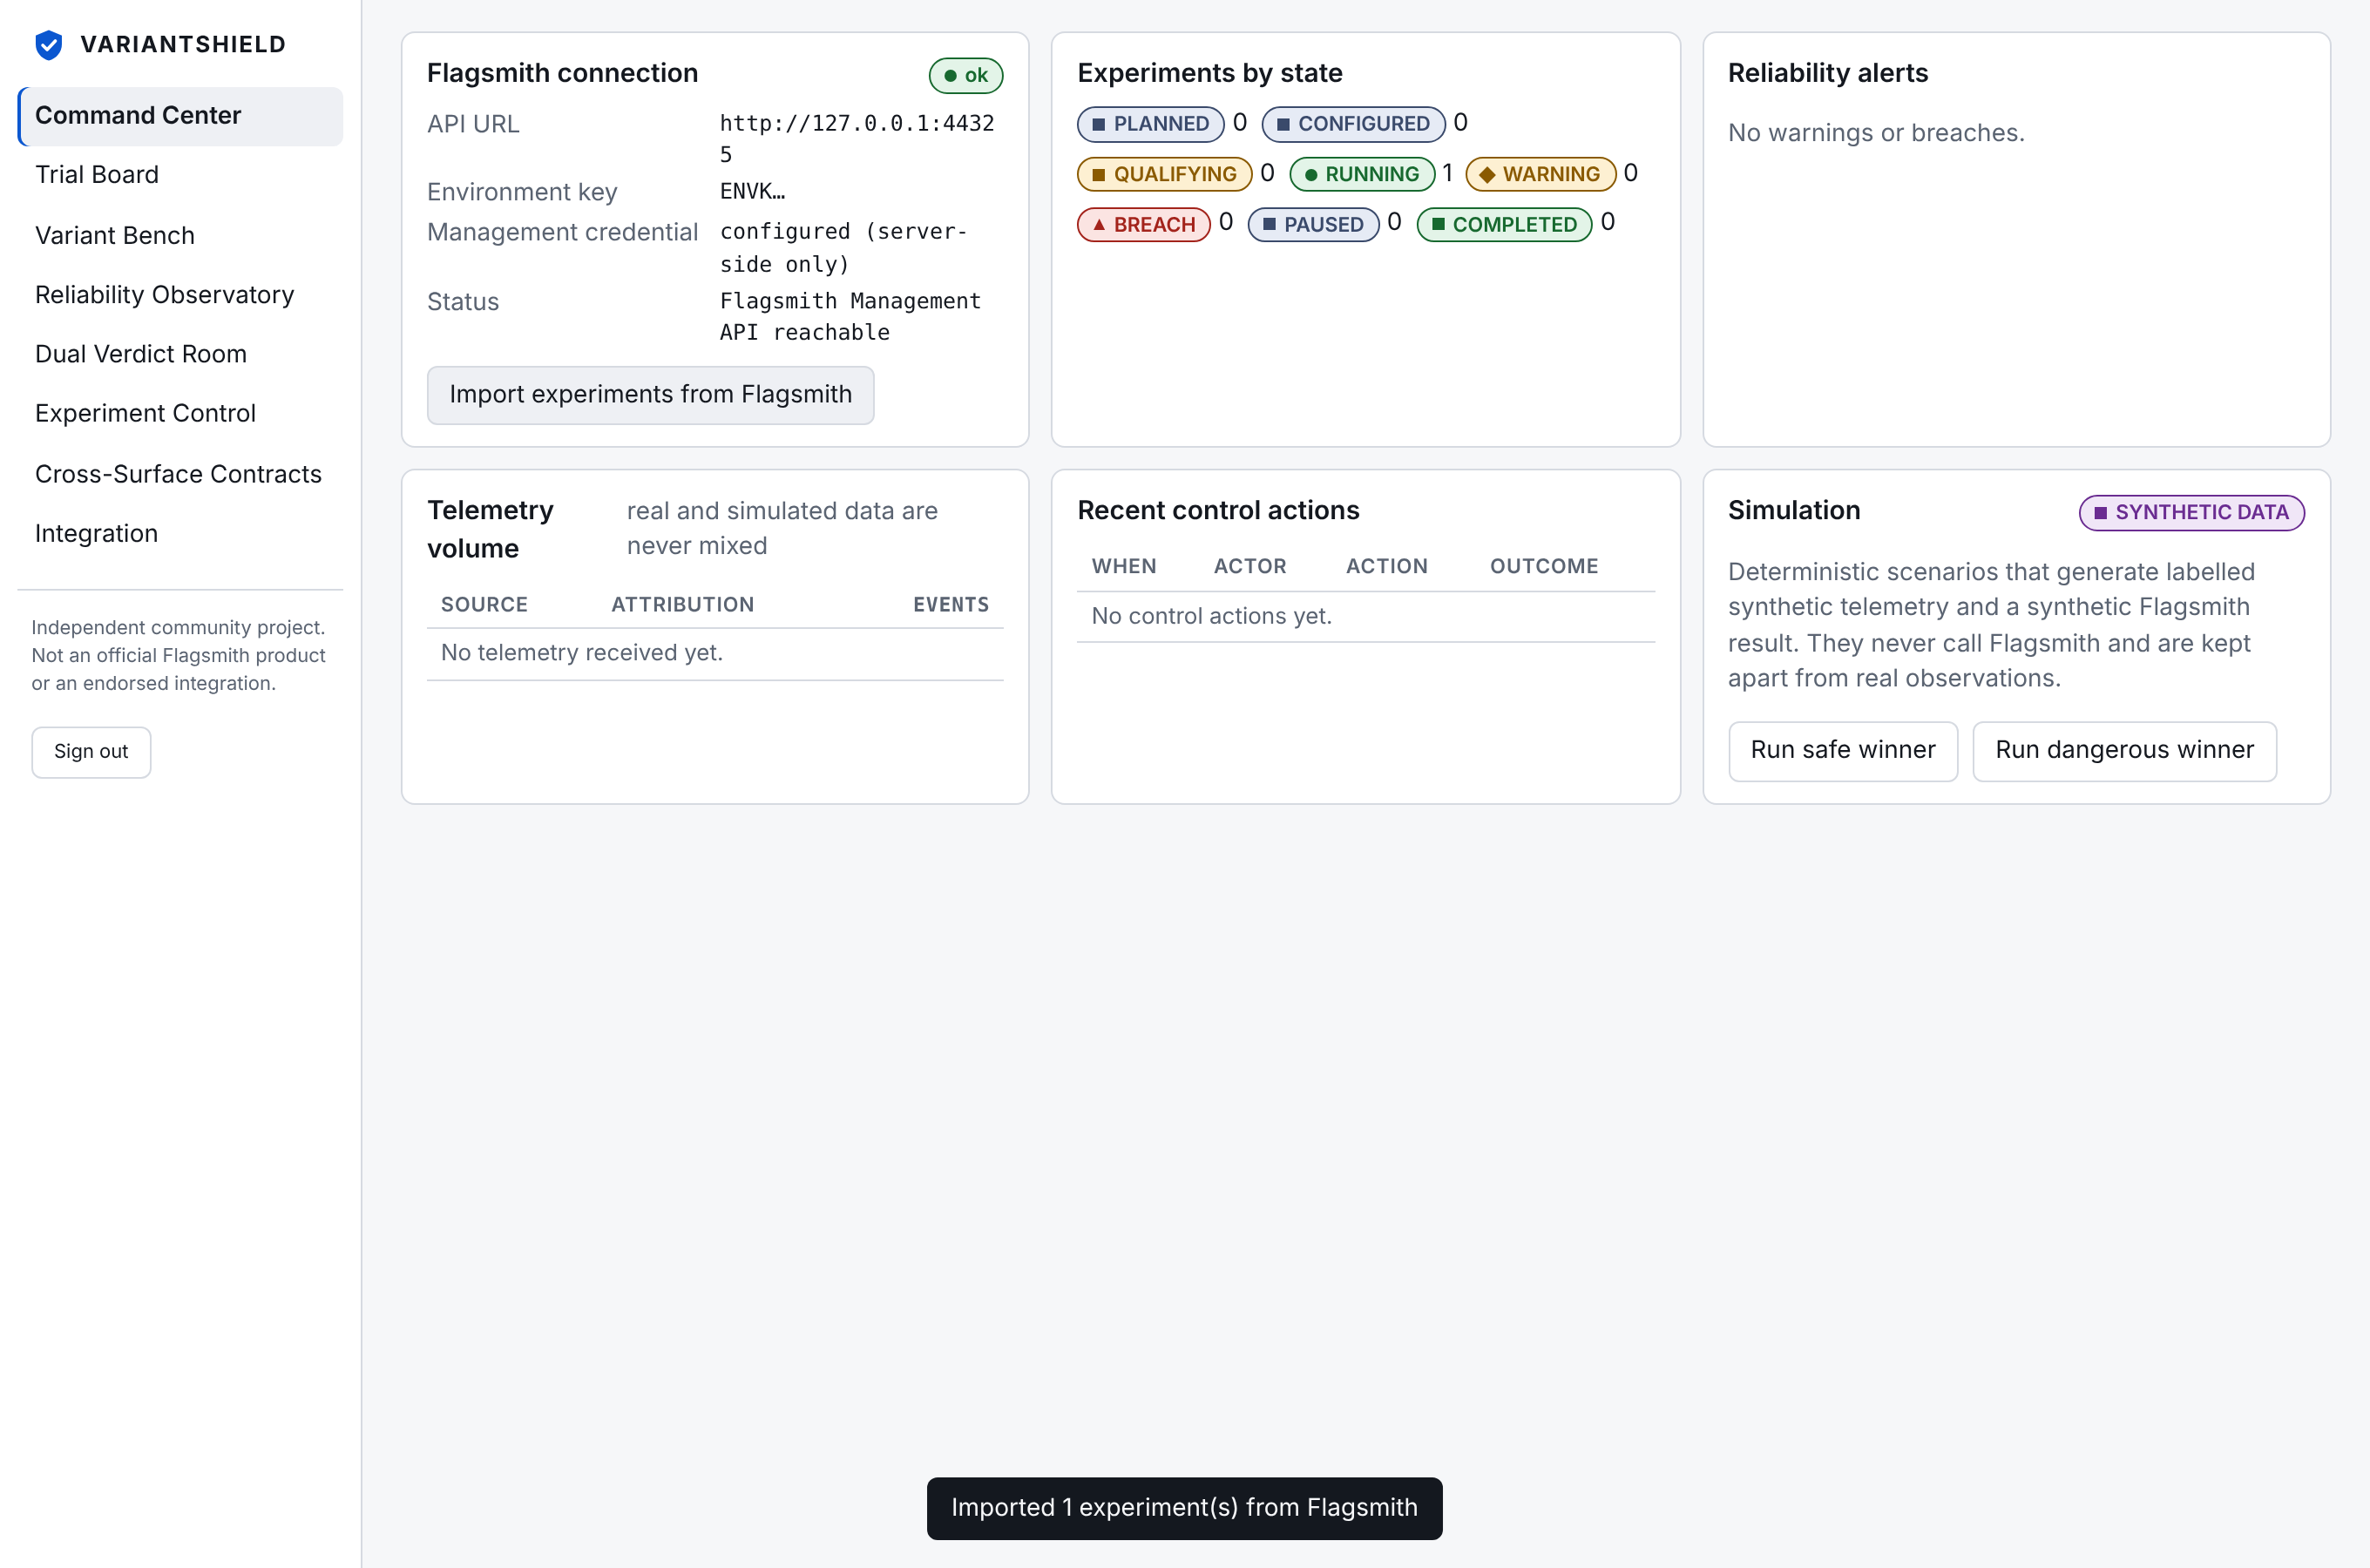 VARIANTSHIELD
Command Center
Trial Board
Variant Bench
Reliability Observatory
Dual Verdict Room
Experiment Control
Cross-Surface Contracts
Integration
Independent community project.
Not an official Flagsmith product
or an endorsed integration.
Sign out
Flagsmith connection
ok
API URL
http://127.0.0.1:4432
5
Environment key
ENVK…
Management credential
configured (server-
side only)
Status
Flagsmith Management
API reachable
Import experiments from Flagsmith
Experiments by state
PLANNED 0 CONFIGURED 0
QUALIFYING 0 RUNNING 1 WARNING 0
BREACH 0 PAUSED 0 COMPLETED 0
Reliability alerts
No warnings or breaches.
Telemetry
volume
real and simulated data are
never mixed
SOURCE ATTRIBUTION EVENTS
No telemetry received yet.
Recent control actions
WHEN ACTOR ACTION OUTCOME
No control actions yet.
Simulation
SYNTHETIC DATA
Deterministic scenarios that generate labelled
synthetic telemetry and a synthetic Flagsmith
result. They never call Flagsmith and are kept
apart from real observations.
Run safe winner
Run dangerous winner
Imported 1 experiment(s) from Flagsmith